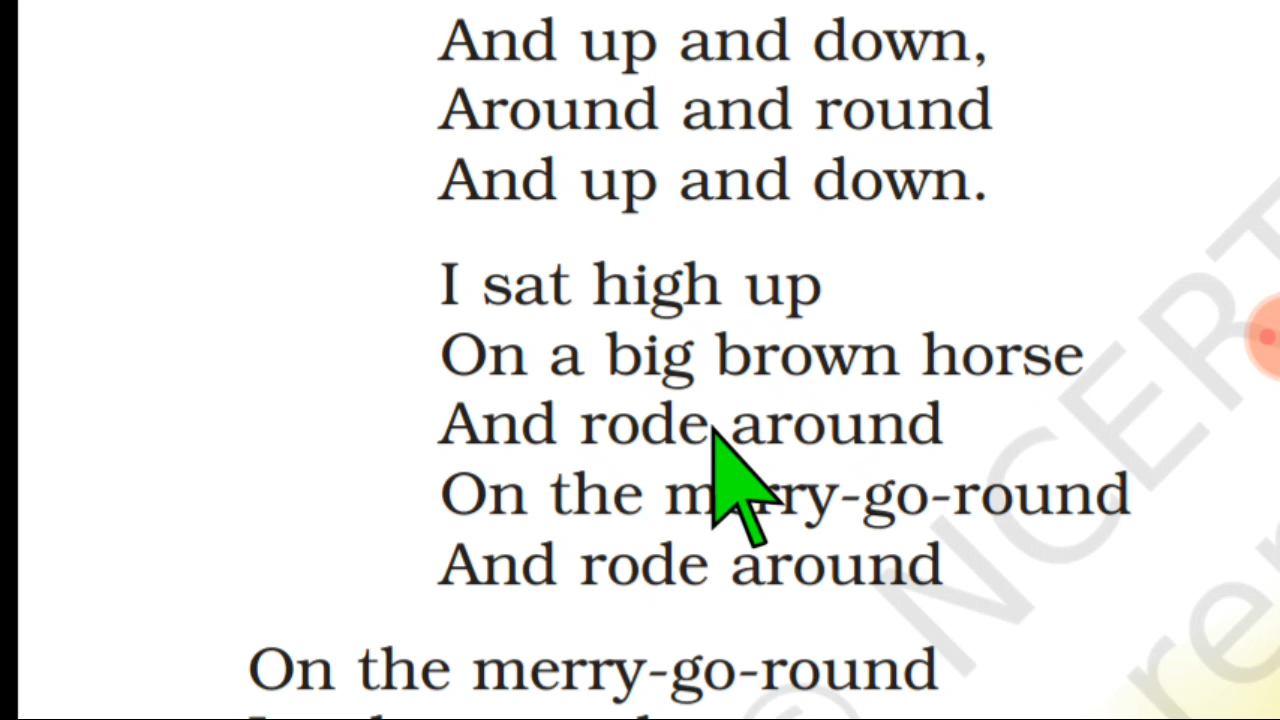 And up and down,
Around and round
And up and down.
I sat high up
On a big brown horse
And rode around
On the merry-go-round
And rode around
On the merry-go-round
© NCERT